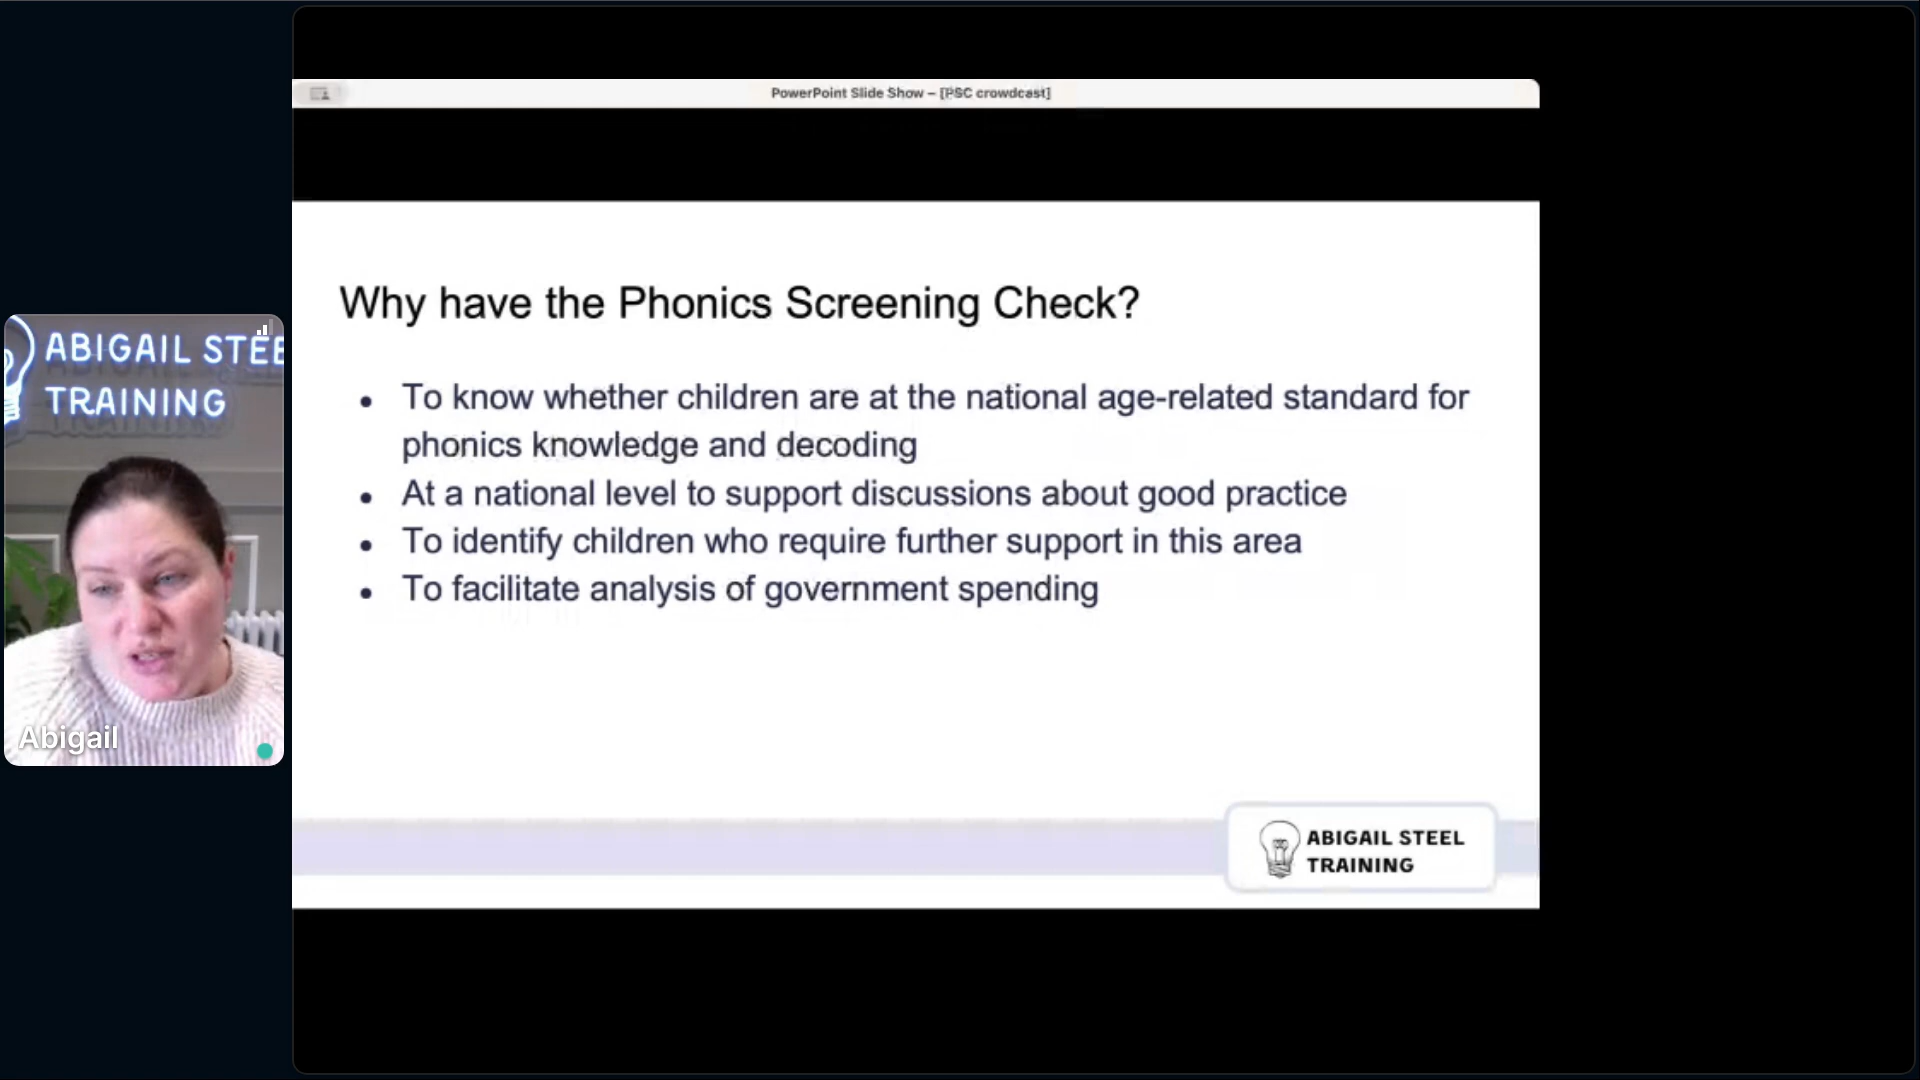 PowerPoint Slide Show – [PSC crowdcast]
ABIGAIL STEE
TRAINING
Abigail
Why have the Phonics Screening Check?
• To know whether children are at the national age-related standard for
phonics knowledge and decoding
• At a national level to support discussions about good practice
• To identify children who require further support in this area
• To facilitate analysis of government spending
ABIGAIL STEEL
TRAINING